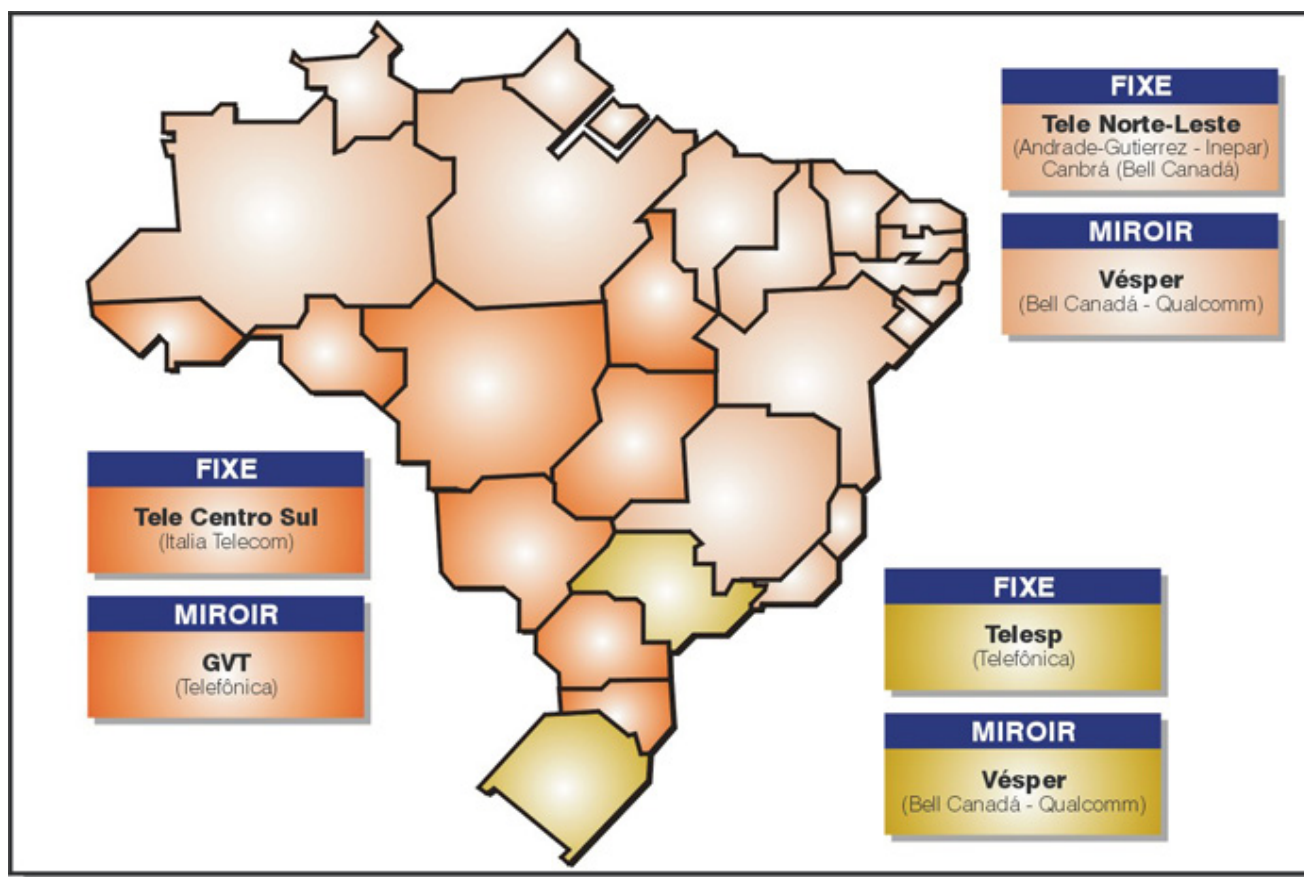 FIXE
Tele Norte-Leste
(Andrade-Gutierrez - Inepar)
Canbrá (Bell Canadá)
MIROIR
Vésper
(Bell Canadá - Qualcomm)
FIXE
Tele Centro Sul
(Italia Telecom)
MIROIR
GVT
(Telefônica)
FIXE
Telesp
(Telefônica)
MIROIR
Vésper
(Bell Canadá - Qualcomm)